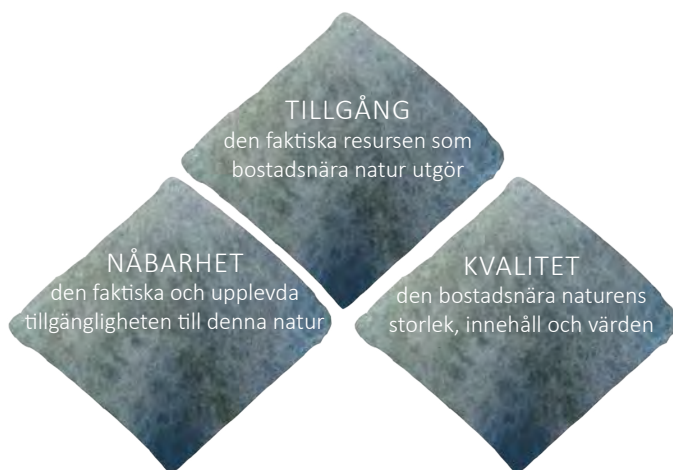 TILLGÅNG
den faktiska resursen som
bostadsnära natur utgör
NÅBARHET
den faktiska och upplevda
tillgängligheten till denna natur
KVALITET
den bostadsnära naturens
storlek, innehåll och värden